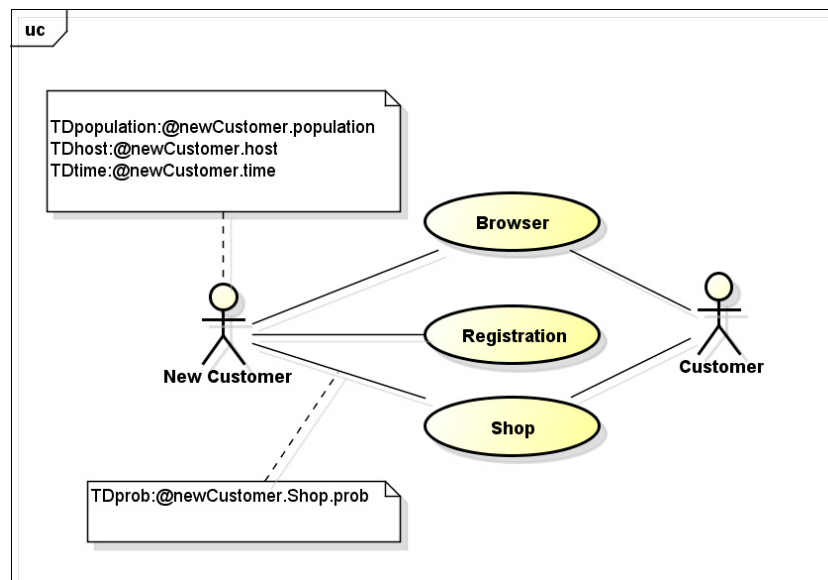 uc
TDpopulation:@newCustomer.population
TDhost:@newCustomer.host
TDtime:@newCustomer.time
Browser
Registration
New Customer
Customer
Shop
TDprob:@newCustomer.Shop.prob